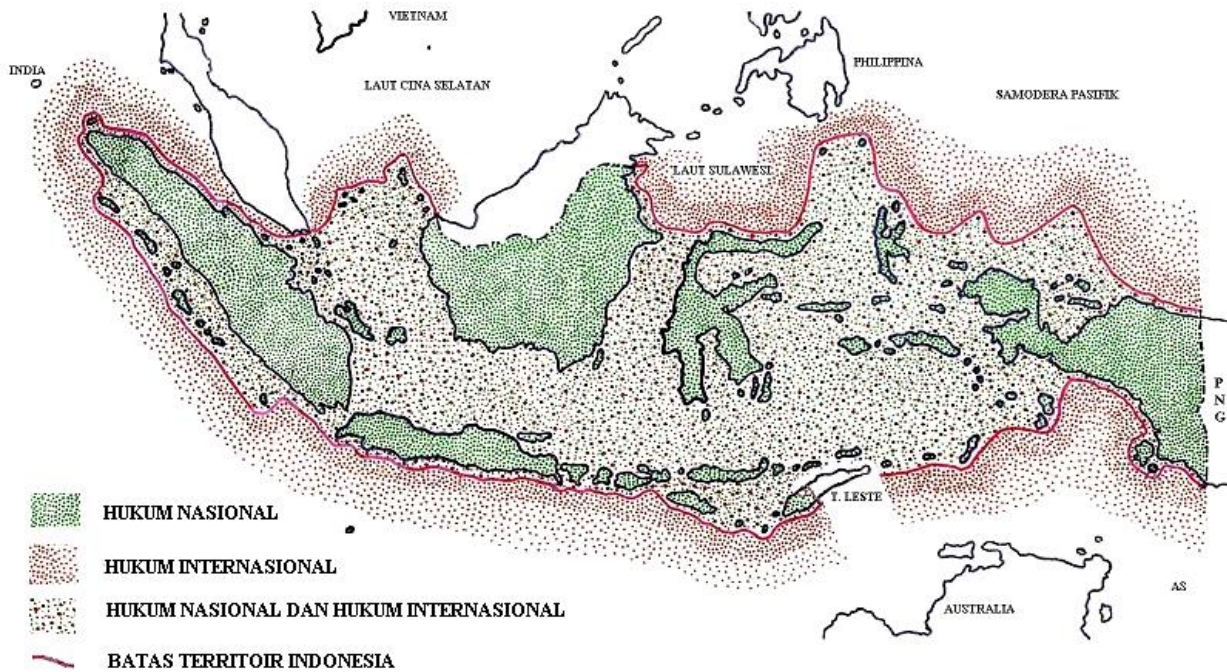 VIETNAM
INDIA
LAUT CINA SELATAN
PHILIPPINA
SAMODERA PASIFIK
LAUT SULAWESI
P
N
G
T. LESTE
HUKUM NASIONAL
HUKUM INTERNASIONAL
HUKUM NASIONAL DAN HUKUM INTERNASIONAL
BATAS TERRITOIR INDONESIA
AUSTRALIA
AS